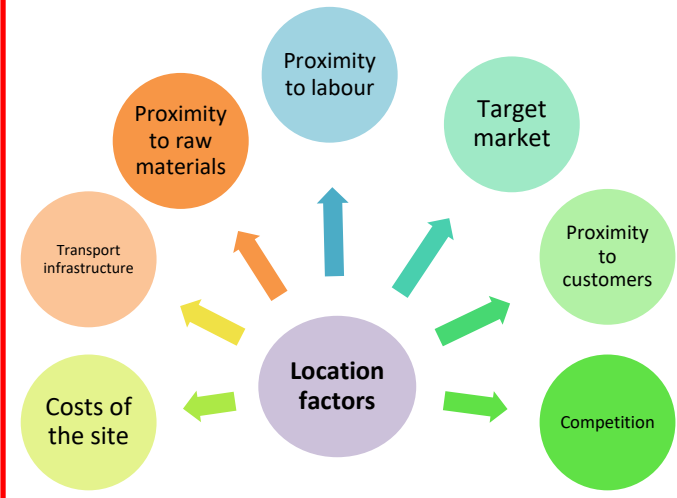 Proximity
to labour
Target
market
Proximity
to raw
materials
Proximity
to
customers
Transport
infrastructure
Location
factors
Costs of
the site
Competition